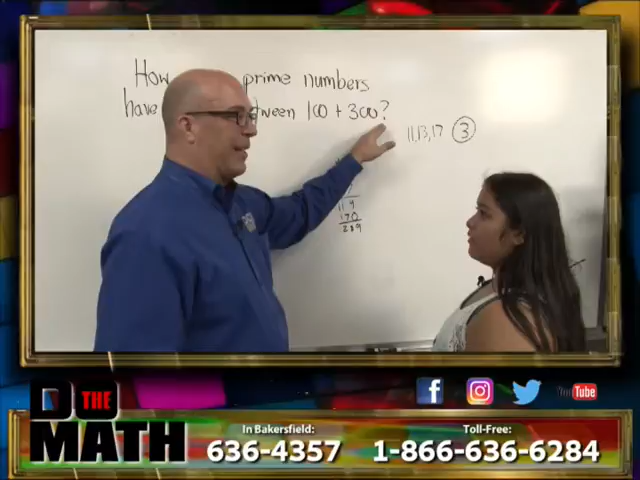 How prime numbers
have between 100 + 300?
11,13,17 3
119
170
289
D THE
MATH
YouTube
In Bakersfield:
Toll-Free:
636-4357
1-866-636-6284